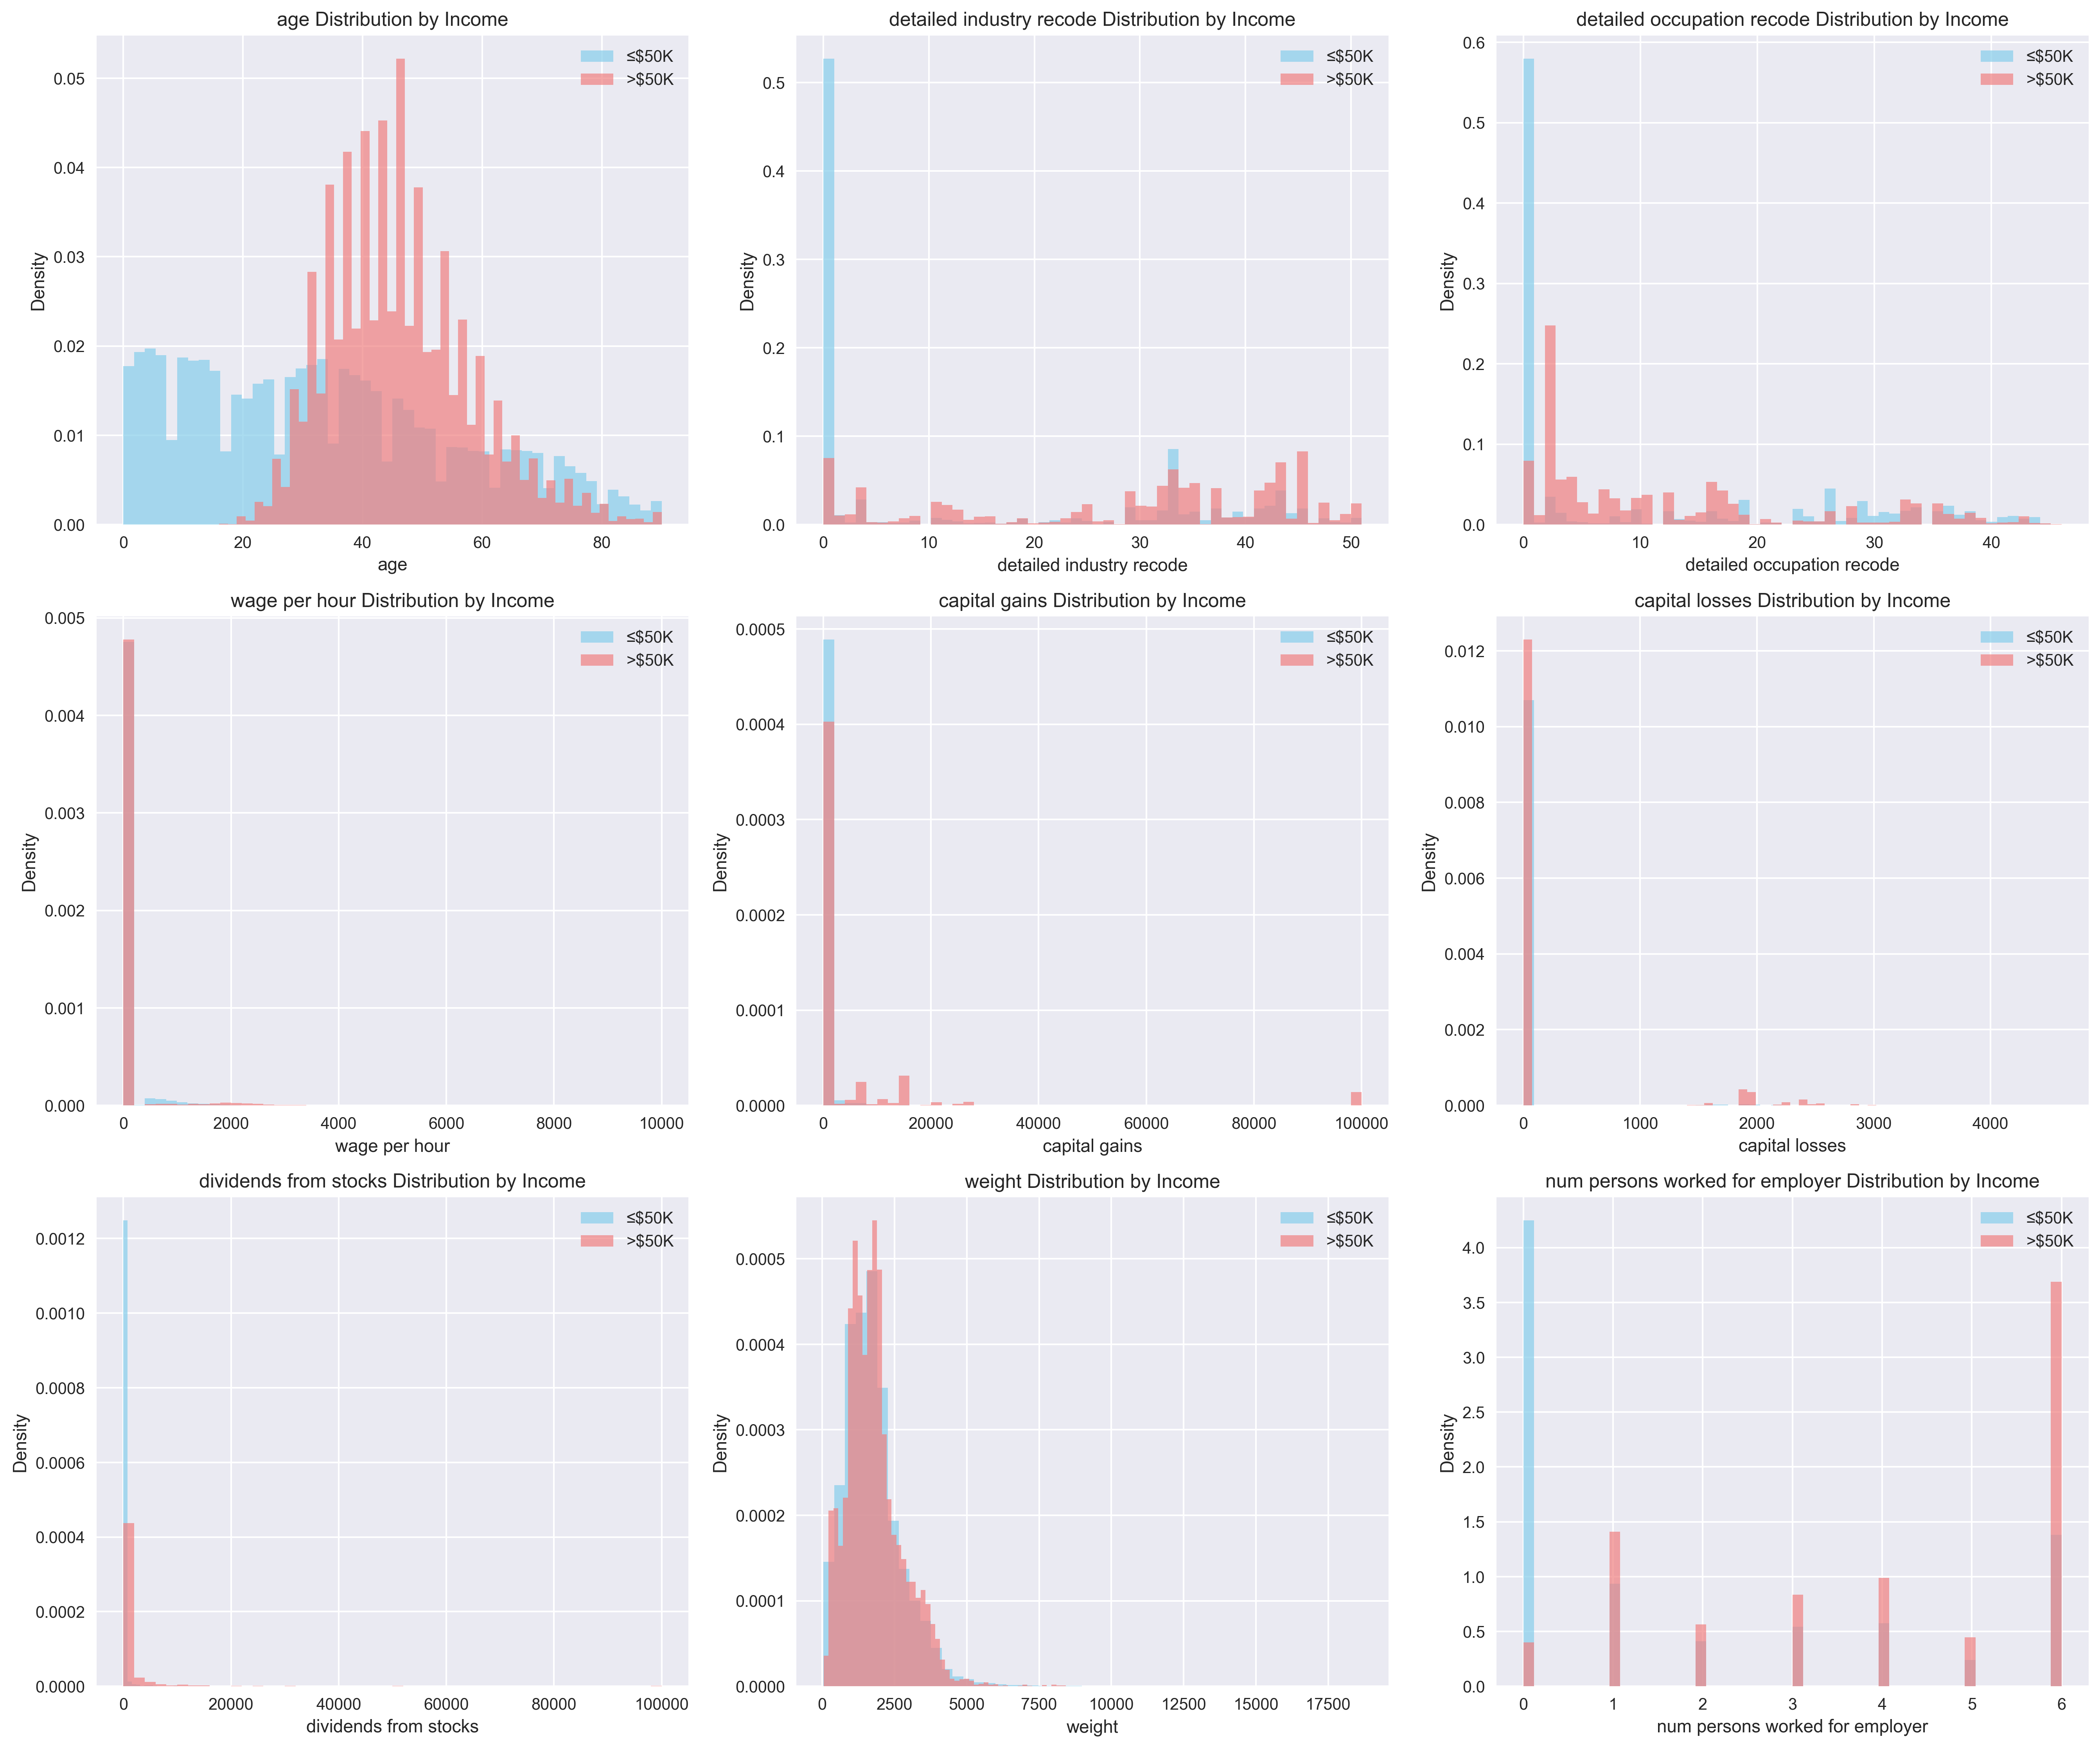 age Distribution by Income
≤$50K
>$50K
Density
0.05
0.04
0.03
0.02
0.01
0.00
0 20 40 60 80
age
detailed industry recode Distribution by Income
≤$50K
>$50K
Density
0.5
0.4
0.3
0.2
0.1
0.0
0 10 20 30 40 50
detailed industry recode
detailed occupation recode Distribution by Income
≤$50K
>$50K
Density
0.6
0.5
0.4
0.3
0.2
0.1
0.0
0 10 20 30 40
detailed occupation recode
wage per hour Distribution by Income
≤$50K
>$50K
Density
0.005
0.004
0.003
0.002
0.001
0.000
0 2000 4000 6000 8000 10000
wage per hour
capital gains Distribution by Income
≤$50K
>$50K
Density
0.0005
0.0004
0.0003
0.0002
0.0001
0.0000
0 20000 40000 60000 80000 100000
capital gains
capital losses Distribution by Income
≤$50K
>$50K
Density
0.012
0.010
0.008
0.006
0.004
0.002
0.000
0 1000 2000 3000 4000
capital losses
dividends from stocks Distribution by Income
≤$50K
>$50K
Density
0.0012
0.0010
0.0008
0.0006
0.0004
0.0002
0.0000
0 20000 40000 60000 80000 100000
dividends from stocks
weight Distribution by Income
≤$50K
>$50K
Density
0.0005
0.0004
0.0003
0.0002
0.0001
0.0000
0 2500 5000 7500 10000 12500 15000 17500
weight
num persons worked for employer Distribution by Income
≤$50K
>$50K
Density
4.0
3.5
3.0
2.5
2.0
1.5
1.0
0.5
0.0
0 1 2 3 4 5 6
num persons worked for employer